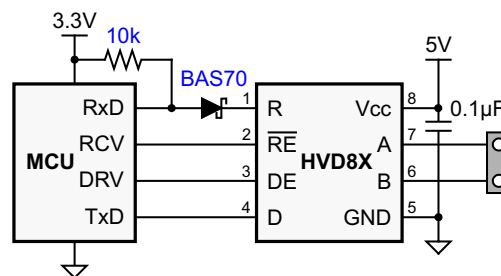 3.3V
10k
5V
BAS70
RxD
1
R
Vcc
8
0.1µF
RCV
2
RE
A
7
MCU
HVD8X
DRV
3
DE
B
6
TxD
4
D
GND
5